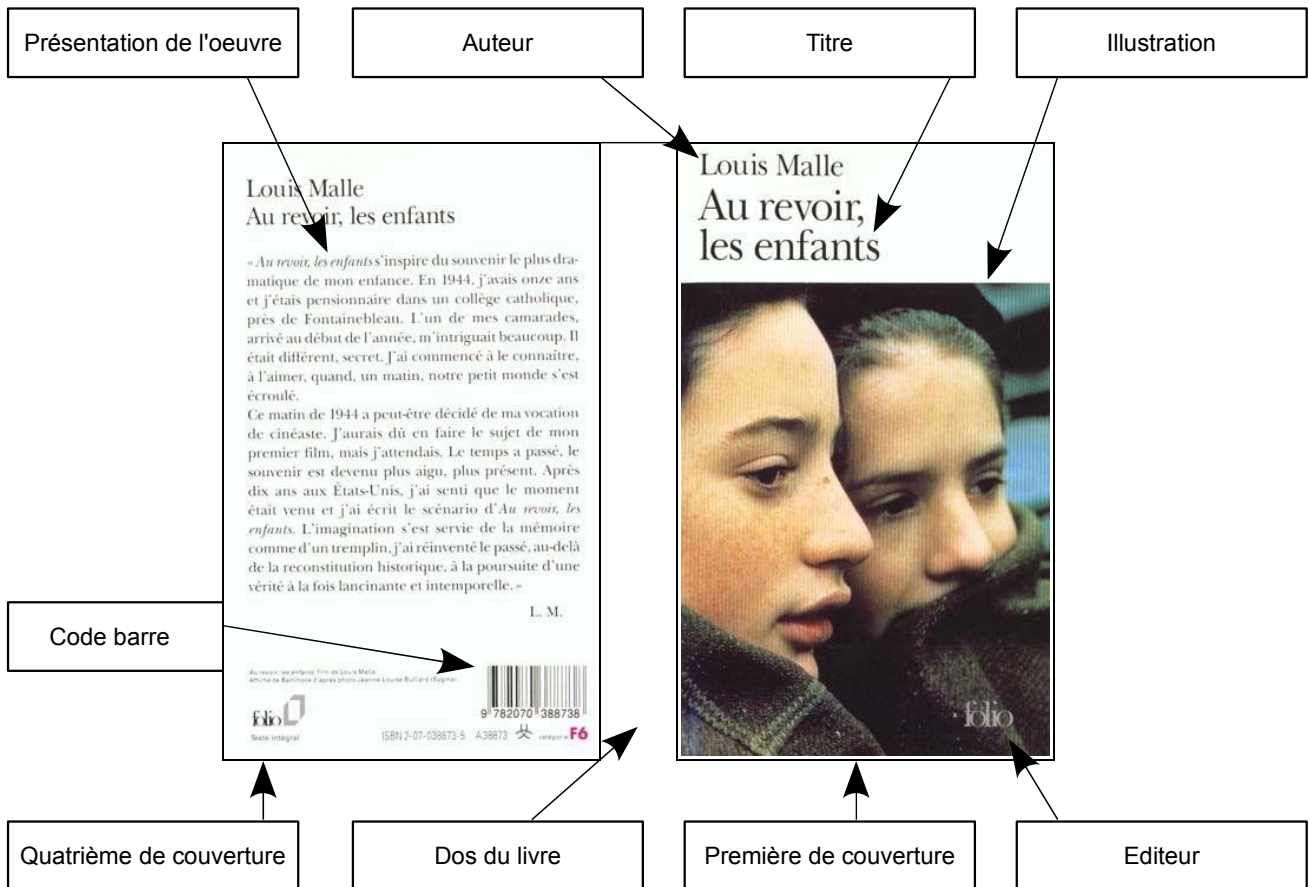 Présentation de l'oeuvre
Auteur
Titre
Illustration
Louis Malle
Au revoir, les enfants
« Au revoir, les enfants s'inspire du souvenir le plus dra-
matique de mon enfance. En 1944, j'avais onze ans
et j'étais pensionnaire dans un collège catholique,
près de Fontainebleau. L'un de mes camarades,
arrivé au début de l'année, m'intriguait beaucoup. Il
était différent, secret. J'ai commencé à le connaître,
à l'aimer, quand, un matin, notre petit monde s'est
écroulé.
Ce matin de 1944 a peut-être décidé de ma vocation
de cinéaste. J'aurais dû en faire le sujet de mon
premier film, mais j'attendais. Le temps a passé, le
souvenir est devenu plus aigu, plus présent. Après
dix ans aux États-Unis, j'ai senti que le moment
était venu et j'ai écrit le scénario d'Au revoir, les
enfants. L'imagination s'est servie de la mémoire
comme d'un tremplin, j'ai réinventé le passé, au-delà
de la reconstitution historique, à la poursuite d'une
vérité à la fois lancinante et intemporelle. »
L. M.
Au revoir, les enfants, film de Louis Malle.
Affiche de Baltimore d'après photo Jeanne-Louise Bulliard (Sygma).
folio
Texte intégral
9 782070 388738
ISBN 2-07-038873-5 A 38873 catégorie F6
Louis Malle
Au revoir,
les enfants
folio
Code barre
Quatrième de couverture
Dos du livre
Première de couverture
Editeur